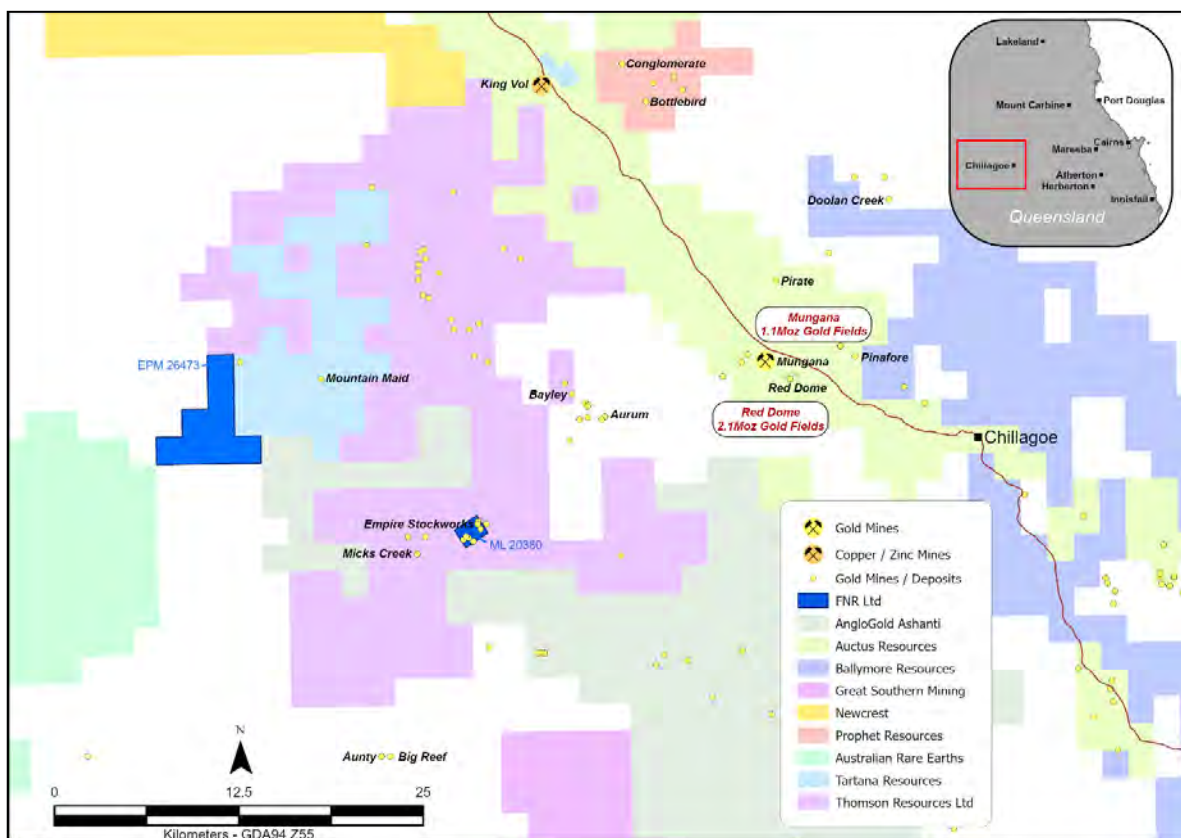 Conglomerate
King Vol
Bottlebird
Doolan Creek
Pirate
Mungana
1.1Moz Gold Fields
EPM 26473
Mungana
Pinafore
Mountain Maid
Red Dome
Bayley
Aurum
Red Dome
2.1Moz Gold Fields
Chillagoe
Empire Stockworks
ML 20380
Micks Creek
Aunty
Big Reef
N
0
12.5
25
Kilometers - GDA94 Z55
Lakeland
Mount Carbine
Port Douglas
Cairns
Mareeba
Chillagoe
Atherton
Herberton
Innisfail
Queensland
Gold Mines
Copper / Zinc Mines
Gold Mines / Deposits
FNR Ltd
AngloGold Ashanti
Auctus Resources
Ballymore Resources
Great Southern Mining
Newcrest
Prophet Resources
Australian Rare Earths
Tartana Resources
Thomson Resources Ltd